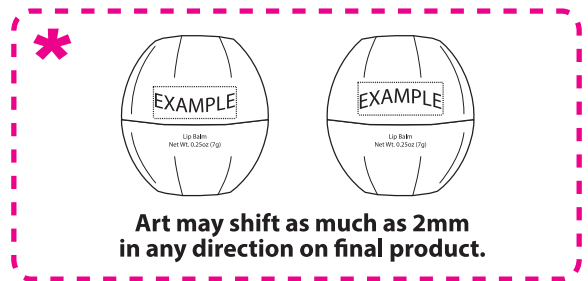 *
EXAMPLE
Lip Balm
Net Wt. 0.25oz (7g)
EXAMPLE
Lip Balm
Net Wt. 0.25oz (7g)
Art may shift as much as 2mm
in any direction on final product.